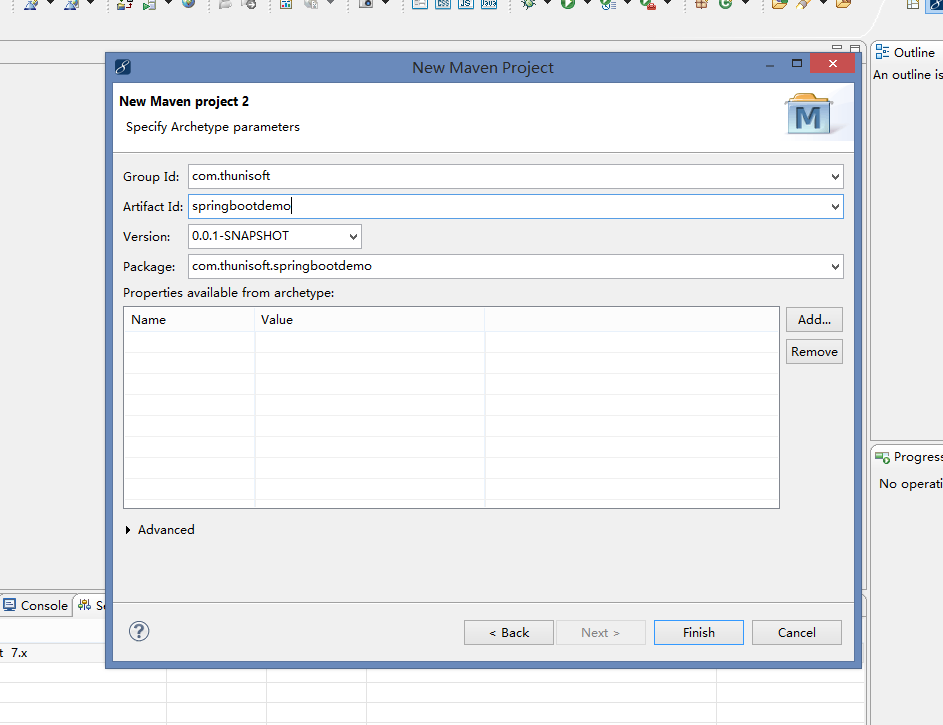 New Maven Project
Outline
An outline is
New Maven project 2
Specify Archetype parameters
M
Group Id: com.thunisoft
Artifact Id: springbootdemo
Version: 0.0.1-SNAPSHOT
Package: com.thunisoft.springbootdemo
Properties available from archetype:
Name Value
Add...
Remove
Progress
No operati
Advanced
Console Se
t 7.x
? < Back Next > Finish Cancel